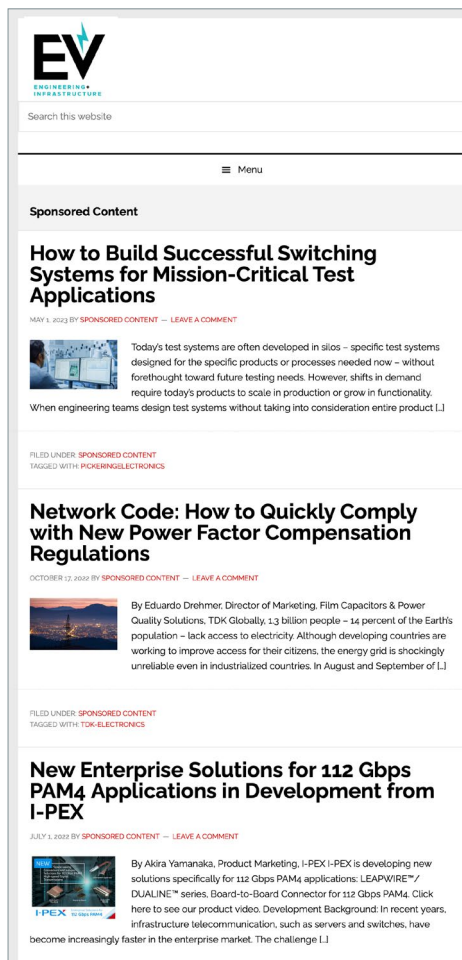 EV
ENGINEERING+
INFRASTRUCTURE
Search this website
≡ Menu
Sponsored Content
How to Build Successful Switching
Systems for Mission-Critical Test
Applications
MAY 1, 2023 BY SPONSORED CONTENT — LEAVE A COMMENT
Today's test systems are often developed in silos – specific test systems
designed for the specific products or processes needed now – without
forethought toward future testing needs. However, shifts in demand
require today's products to scale in production or grow in functionality.
When engineering teams design test systems without taking into consideration entire product [...]
FILED UNDER: SPONSORED CONTENT
TAGGED WITH: PICKERINGELECTRONICS
Network Code: How to Quickly Comply
with New Power Factor Compensation
Regulations
OCTOBER 17, 2022 BY SPONSORED CONTENT — LEAVE A COMMENT
By Eduardo Drehmer, Director of Marketing, Film Capacitors & Power
Quality Solutions, TDK Globally, 1.3 billion people – 14 percent of the Earth's
population – lack access to electricity. Although developing countries are
working to improve access for their citizens, the energy grid is shockingly
unreliable even in industrialized countries. In August and September of [...]
FILED UNDER: SPONSORED CONTENT
TAGGED WITH: TDK-ELECTRONICS
New Enterprise Solutions for 112 Gbps
PAM4 Applications in Development from
I-PEX
JULY 1, 2022 BY SPONSORED CONTENT — LEAVE A COMMENT
NEW
I-PEX
By Akira Yamanaka, Product Marketing, I-PEX I-PEX is developing new
solutions specifically for 112 Gbps PAM4 applications: LEAPWIRE™/
DUALINE™ series, Board-to-Board Connector for 112 Gbps PAM4. Click
here to see our product video. Development Background: In recent years,
infrastructure telecommunication, such as servers and switches, have
become increasingly faster in the enterprise market. The challenge [...]